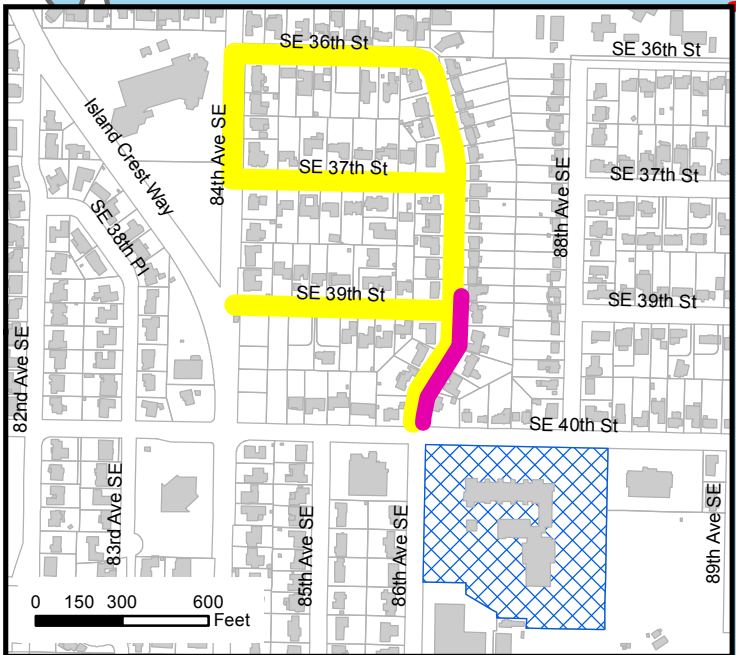 SE 36th St
SE 36th St
Island Crest Way
84th Ave SE
SE 37th St
88th Ave SE
SE 37th St
SE 38th Pl
SE 39th St
SE 39th St
82nd Ave SE
SE 40th St
83rd Ave SE
85th Ave SE
86th Ave SE
89th Ave SE
0 150 300 600
Feet